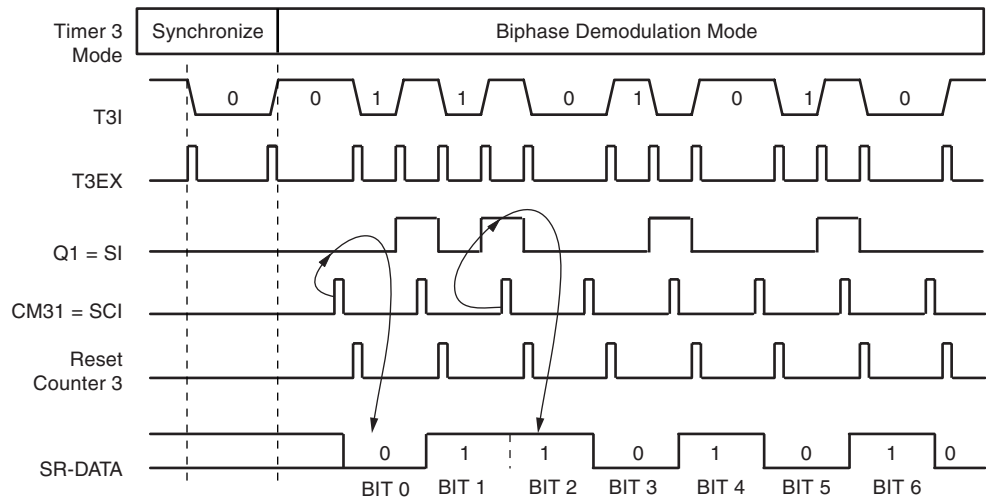 Timer 3 Mode
Synchronize
Biphase Demodulation Mode
T3I
0 0 1 1 0 1 0 1 0
T3EX
Q1 = SI
CM31 = SCI
Reset
Counter 3
SR-DATA
0 1 1 0 1 0 1 0
BIT 0 BIT 1 BIT 2 BIT 3 BIT 4 BIT 5 BIT 6